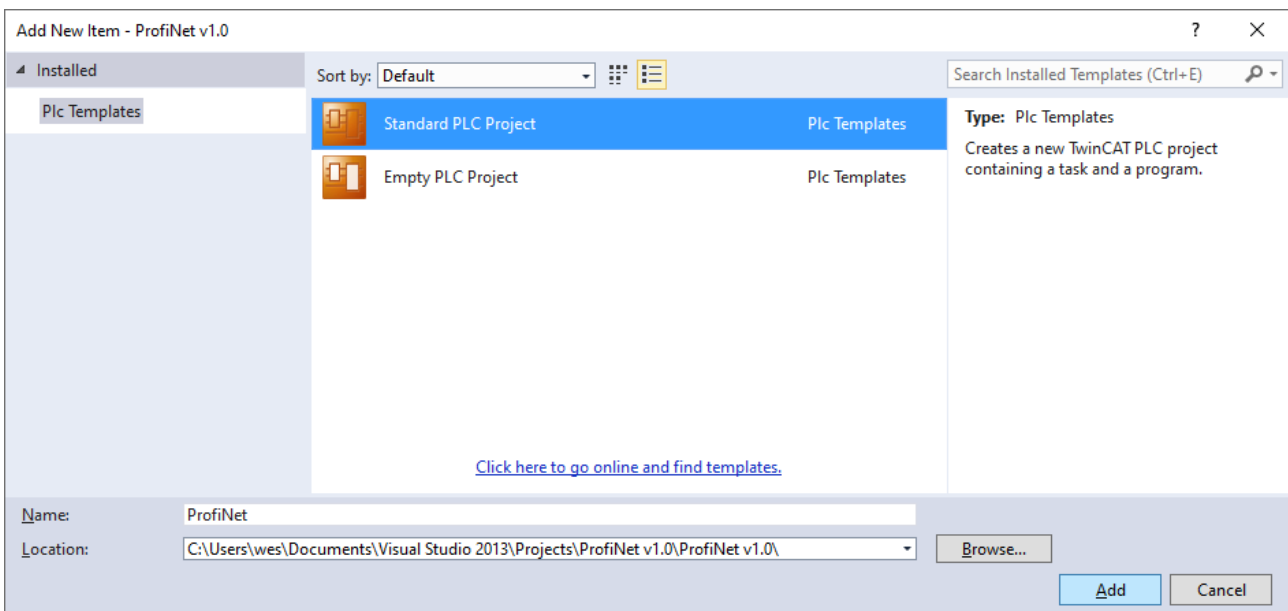 Add New Item - ProfiNet v1.0
?
Installed
Plc Templates
Sort by: Default
Search Installed Templates (Ctrl+E)
Standard PLC Project Plc Templates
Empty PLC Project Plc Templates
Type: Plc Templates
Creates a new TwinCAT PLC project
containing a task and a program.
Click here to go online and find templates.
Name: ProfiNet
Location: C:\Users\wes\Documents\Visual Studio 2013\Projects\ProfiNet v1.0\ProfiNet v1.0\
Browse...
Add Cancel